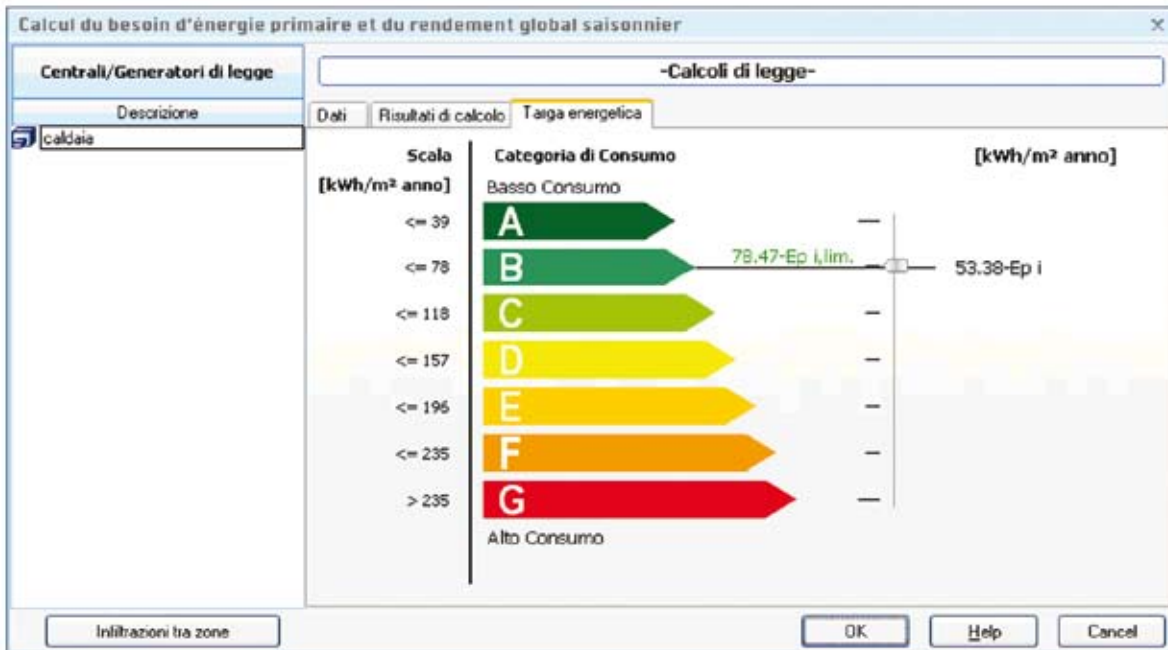 Calcul du besoin d'énergie primaire et du rendement global saisonnier
Centrali/Generatori di legge
Descrizione
caldaia
-Calcoli di legge-
Dati
Risultati di calcolo
Targa energetica
Scala
[kWh/m² anno]
Categoria di Consumo
[kWh/m² anno]
Basso Consumo
<= 39
A
<= 78
B
78.47-Ep i,lim.
53.38-Ep i
<= 118
C
<= 157
D
<= 196
E
<= 235
F
> 235
G
Alto Consumo
Infiltrazioni tra zone
OK
Help
Cancel